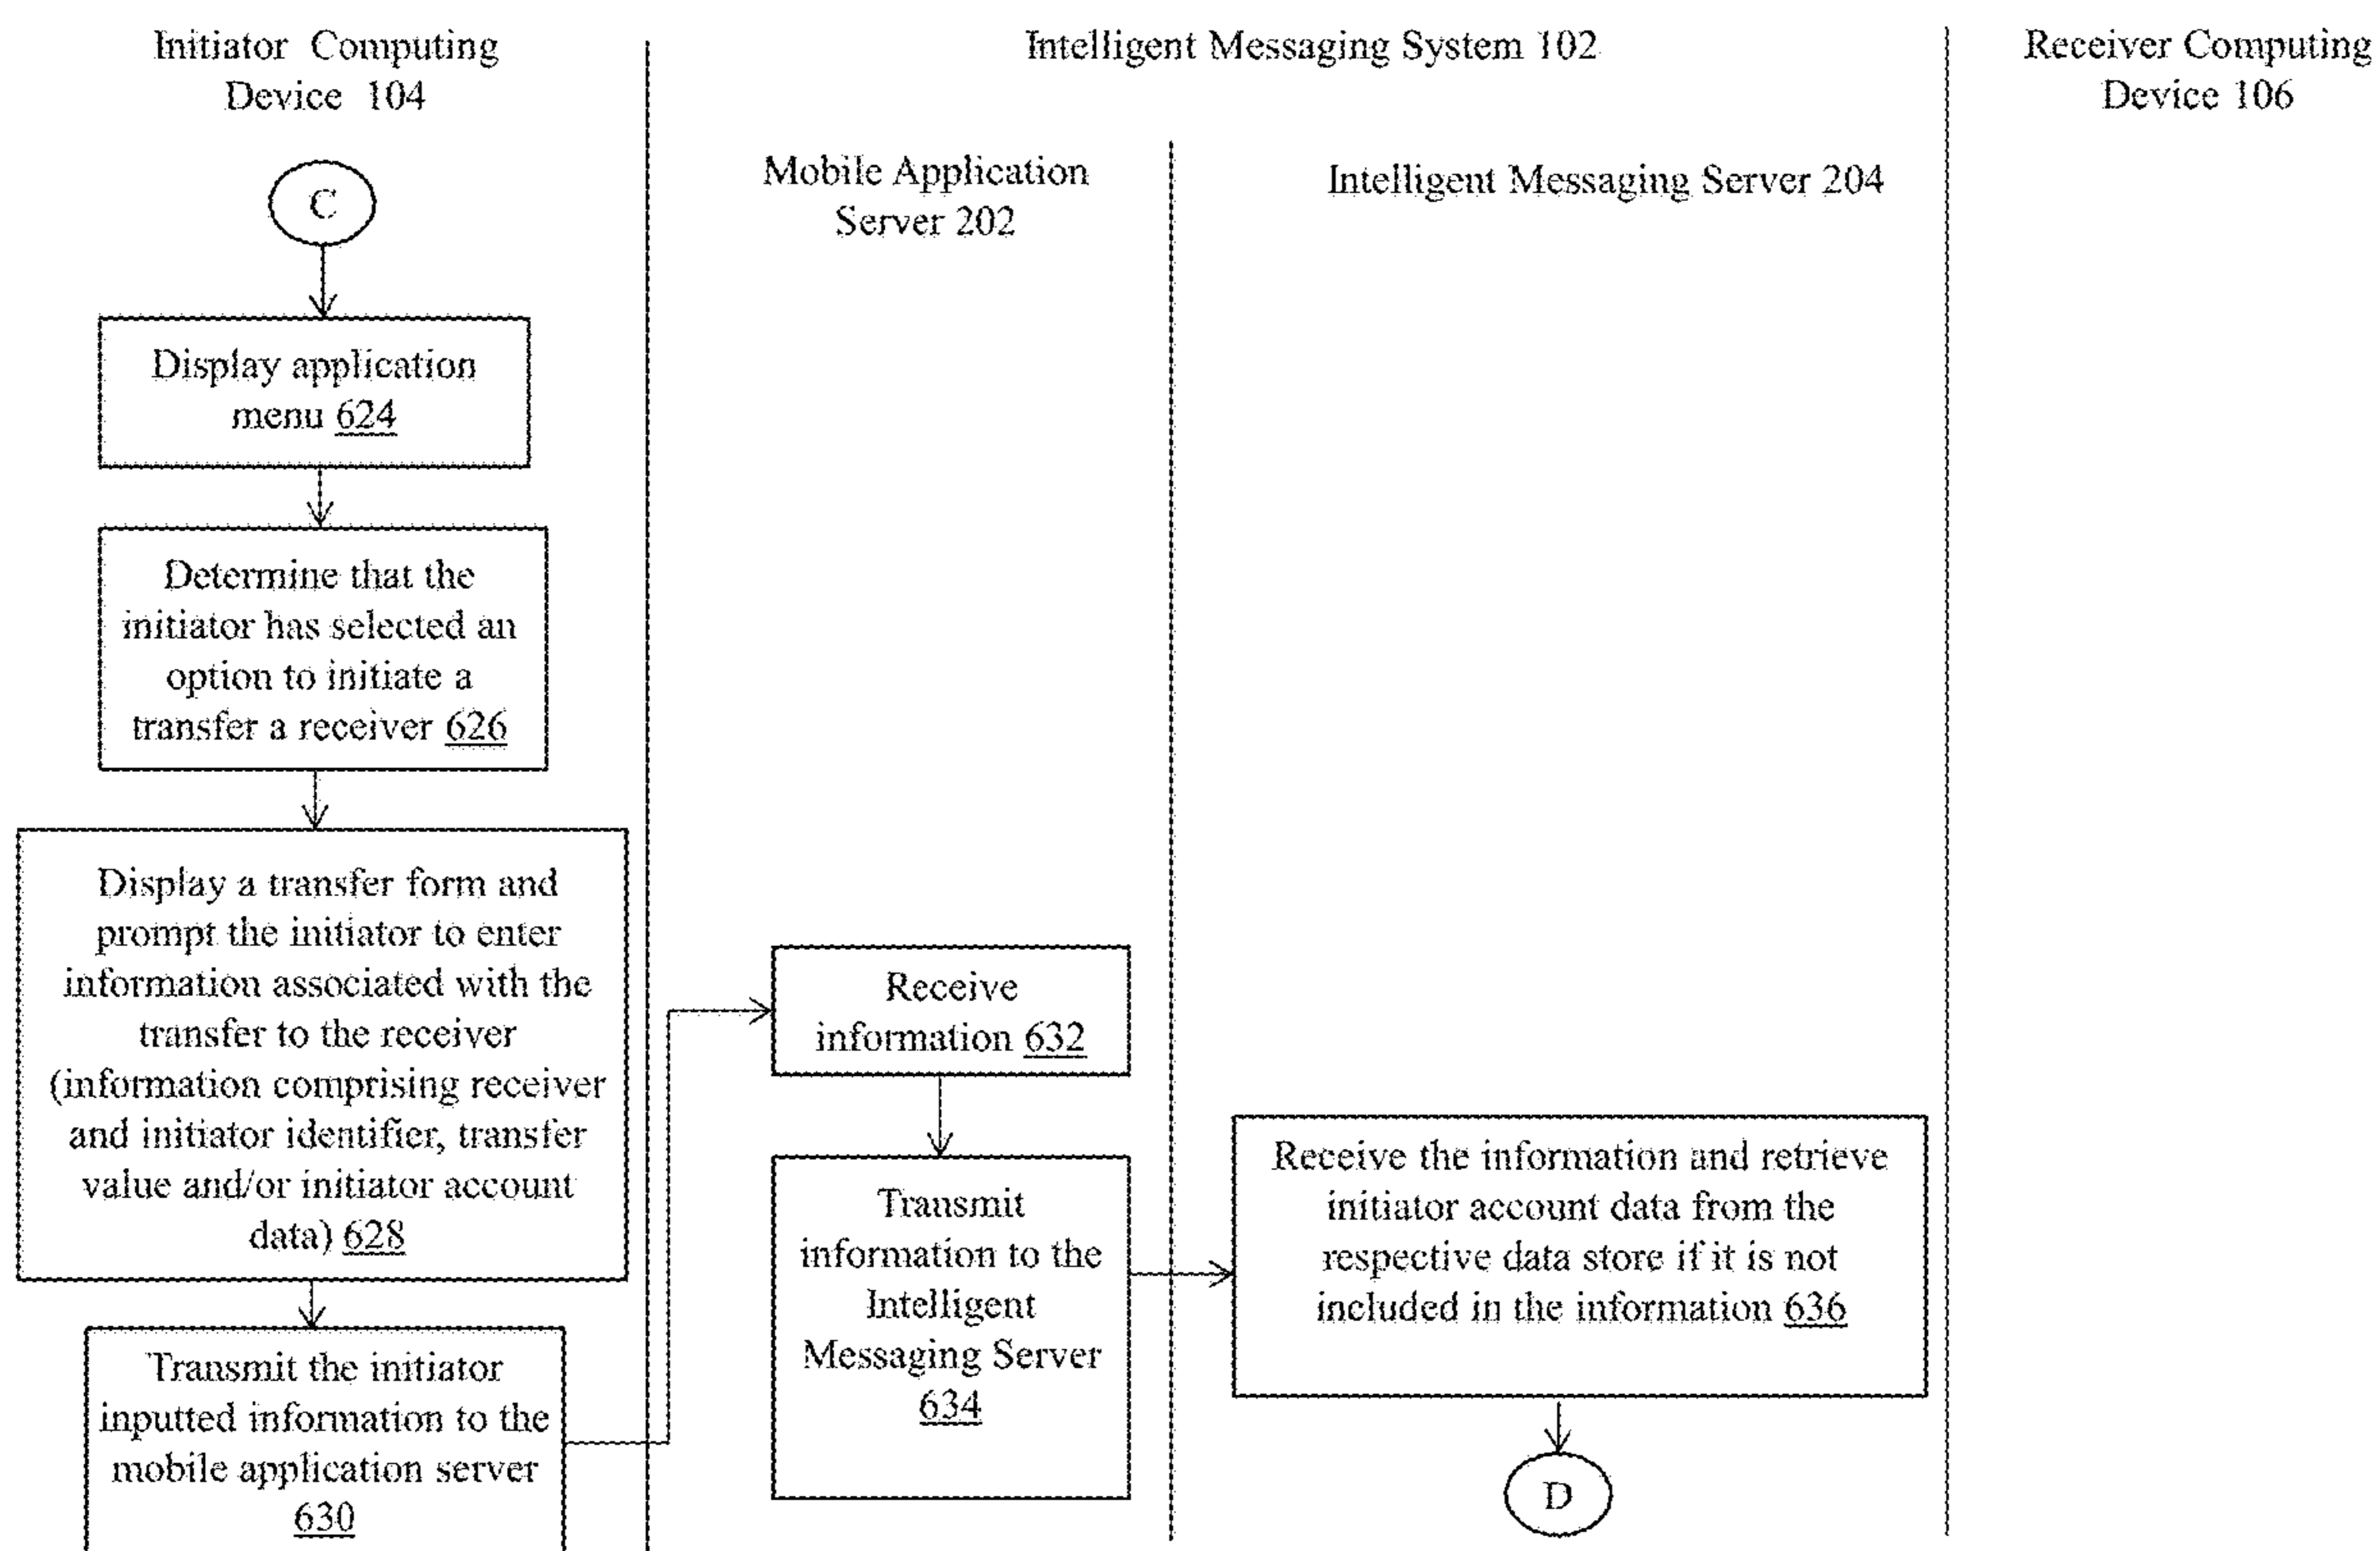 Initiator Computing
Device 104
Intelligent Messaging System 102
Receiver Computing
Device 106
Mobile Application
Server 202
Intelligent Messaging Server 204
C
Display application
menu 624
Determine that the
initiator has selected an
option to initiate a
transfer a receiver 626
Display a transfer form and
prompt the initiator to enter
information associated with the
transfer to the receiver
(information comprising receiver
and initiator identifier, transfer
value and/or initiator account
data) 628
Transmit the initiator
inputted information to the
mobile application server
630
Receive
information 632
Transmit
information to the
Intelligent
Messaging Server
634
Receive the information and retrieve
initiator account data from the
respective data store if it is not
included in the information 636
D